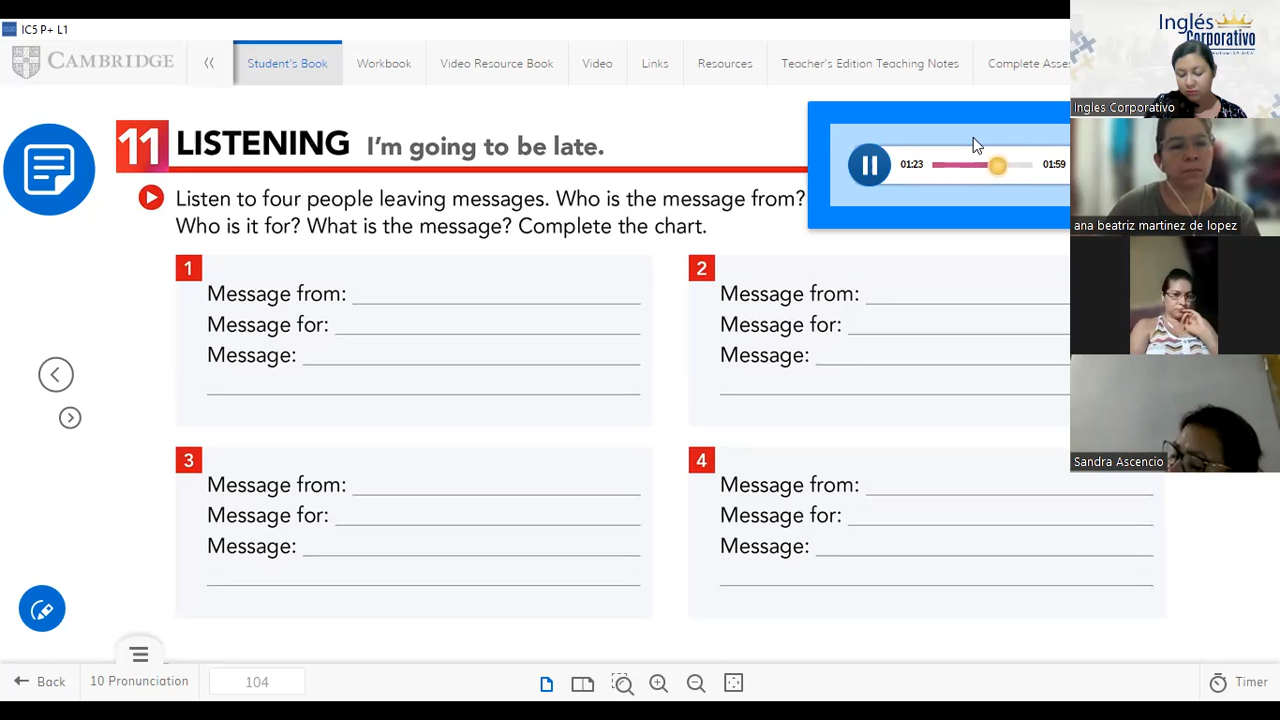 IC5 P+ L1
CAMBRIDGE
Student's Book
Workbook
Video Resou
Video
Links
Resources
Teacher's Edition Teaching Notes
Complete Asse
Inglés
Corporativo
Ingles Corporativo
11 LISTENING I'm going to be late.
01:23
01:59
Listen to four people leaving messages. Who is the message from?
Who is it for? What is the message? Complete the chart.
ana beatriz martinez de lopez
1
Message from:
Message for:
Message:
2
Message from:
Message for:
Message:
3
Message from:
Message for:
Message:
4
Message from:
Message for:
Message:
Sandra Ascencio
Back
10 Pronunciation
104
Timer